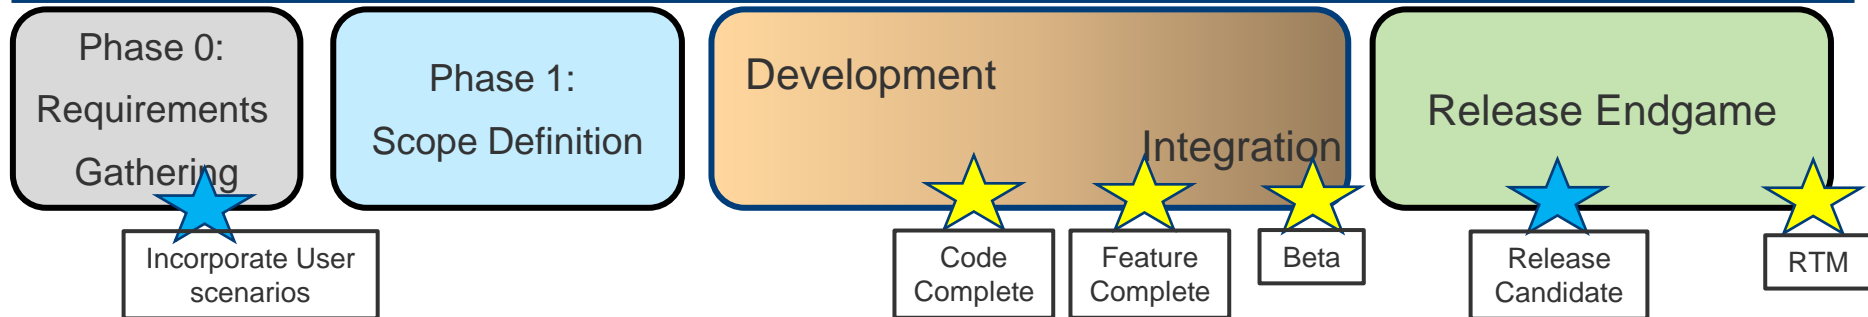 Phase 0:
Requirements
Gathering
Phase 1:
Scope Definition
Development
Integration
Release Endgame
Incorporate User
scenarios
Code
Complete
Feature
Complete
Beta
Release
Candidate
RTM